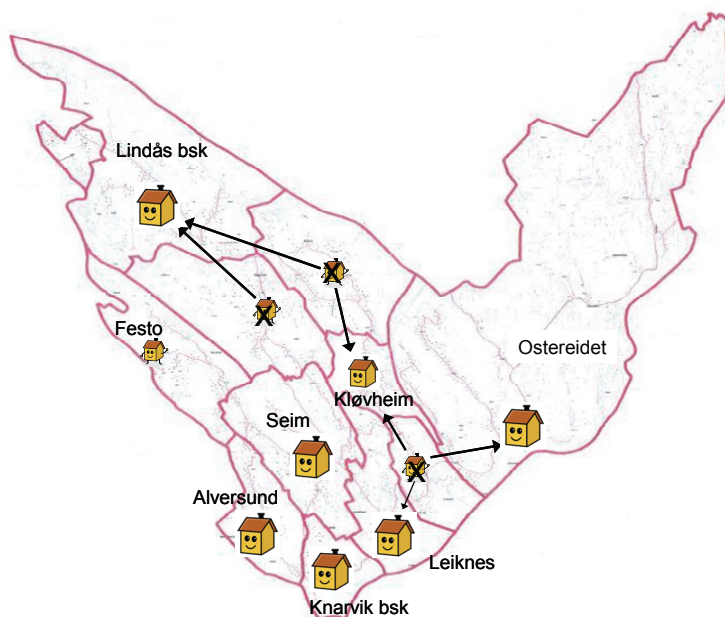 Lindås bsk
Festo
Ostereidet
Kløvheim
Seim
Alversund
Leiknes
Knarvik bsk